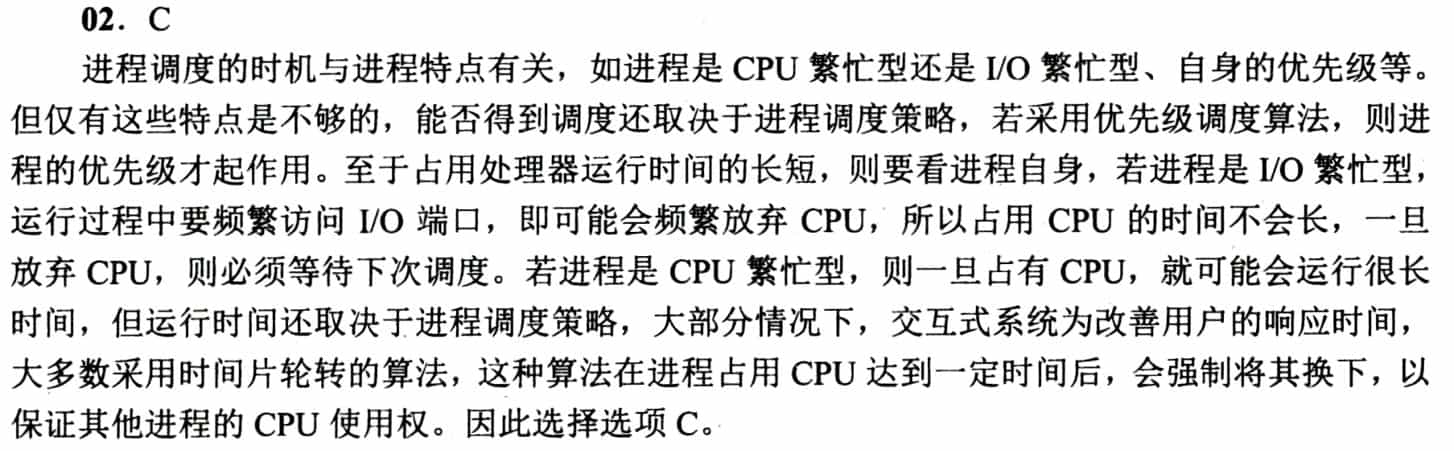 02. C
进程调度的时机与进程特点有关，如进程是 CPU 繁忙型还是 I/O 繁忙型、自身的优先级等。
但仅有这些特点是不够的，能否得到调度还取决于进程调度策略，若采用优先级调度算法，则进
程的优先级才起作用。至于占用处理器运行时间的长短，则要看进程自身，若进程是 I/O 繁忙型，
运行过程中要频繁访问 I/O 端口，即可能会频繁放弃 CPU，所以占用 CPU 的时间不会长，一旦
放弃 CPU，则必须等待下次调度。若进程是 CPU 繁忙型，则一旦占有 CPU，就可能会运行很长
时间，但运行时间还取决于进程调度策略，大部分情况下，交互式系统为改善用户的响应时间，
大多数采用时间片轮转的算法，这种算法在进程占用 CPU 达到一定时间后，会强制将其换下，以
保证其他进程的 CPU 使用权。因此选择选项 C。